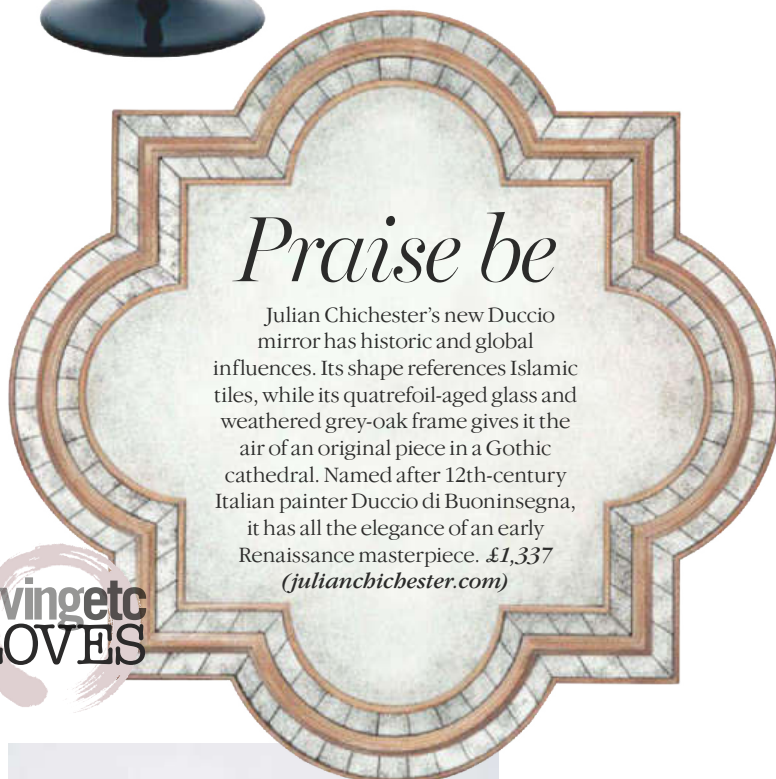 Praise be
Julian Chichester's new Duccio
mirror has historic and global
influences. Its shape references Islamic
tiles, while its quatrefoil-aged glass and
weathered grey-oak frame gives it the
air of an original piece in a Gothic
cathedral. Named after 12th-century
Italian painter Duccio di Buoninsegna,
it has all the elegance of an early
Renaissance masterpiece. £1,337
(julianchichester.com)
vingetc
LOVES